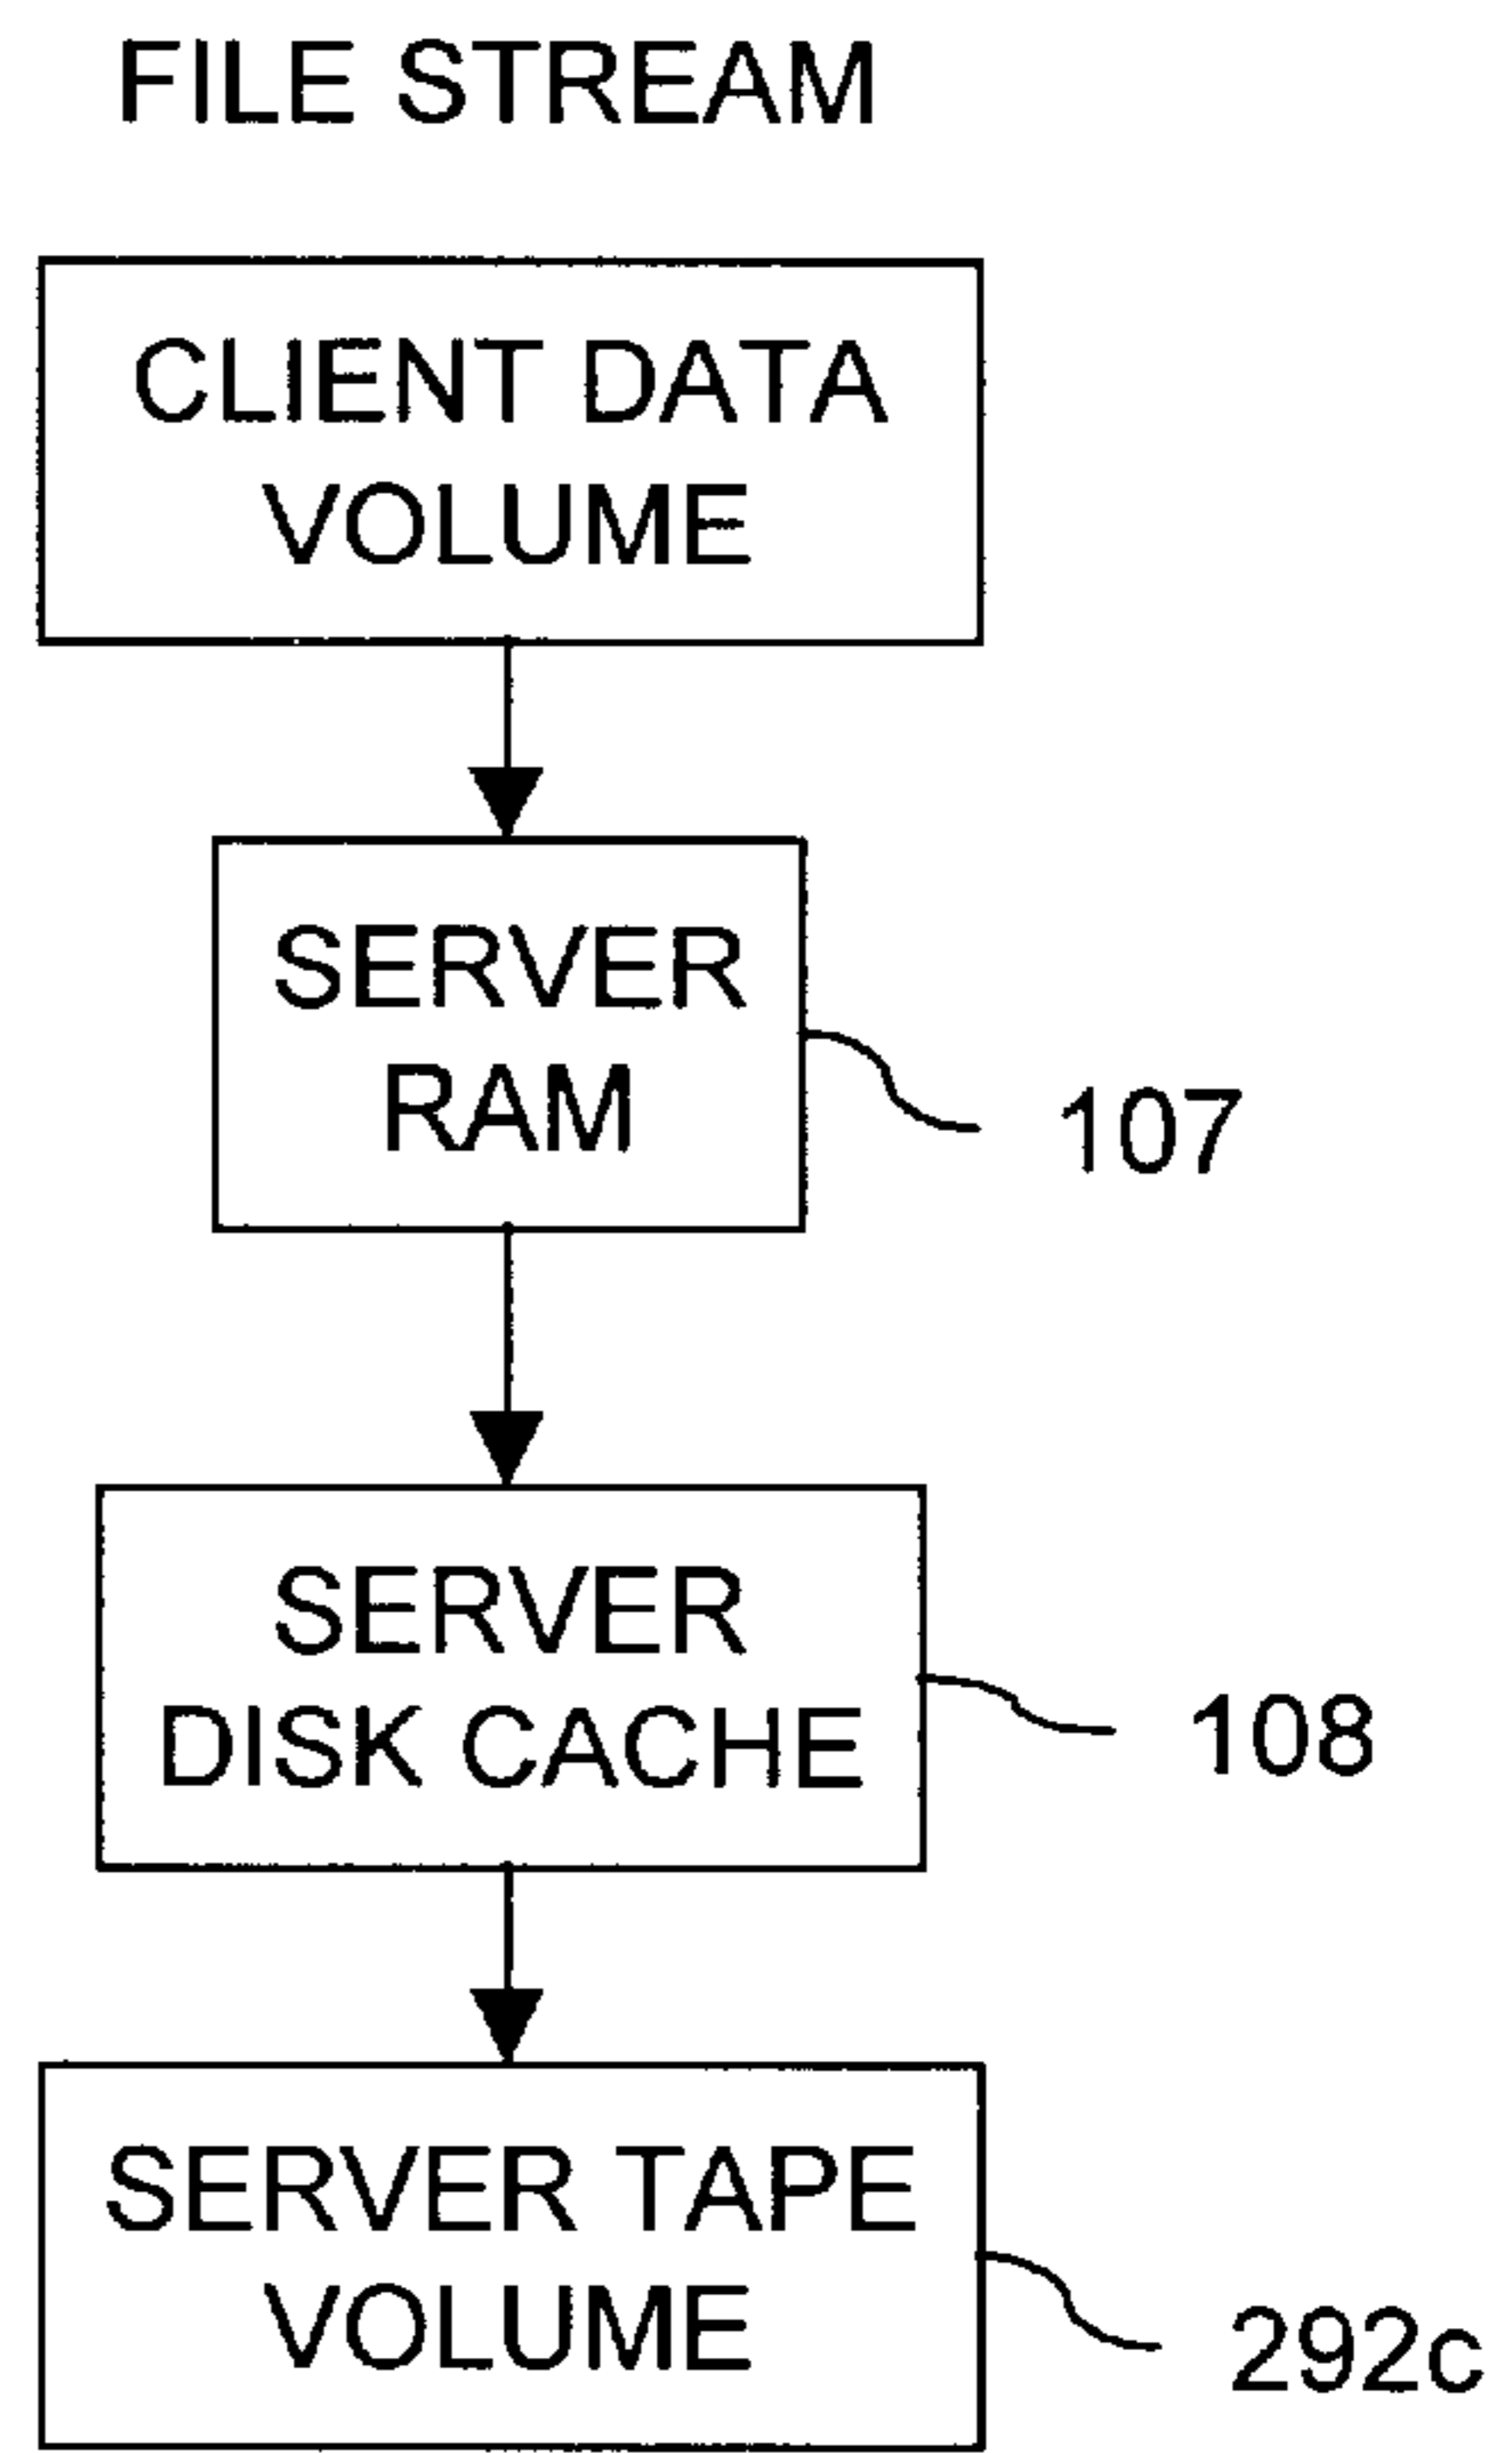 FILE STREAM
CLIENT DATA
VOLUME
SERVER
RAM
107
SERVER
DISK CACHE
108
SERVER TAPE
VOLUME
292c